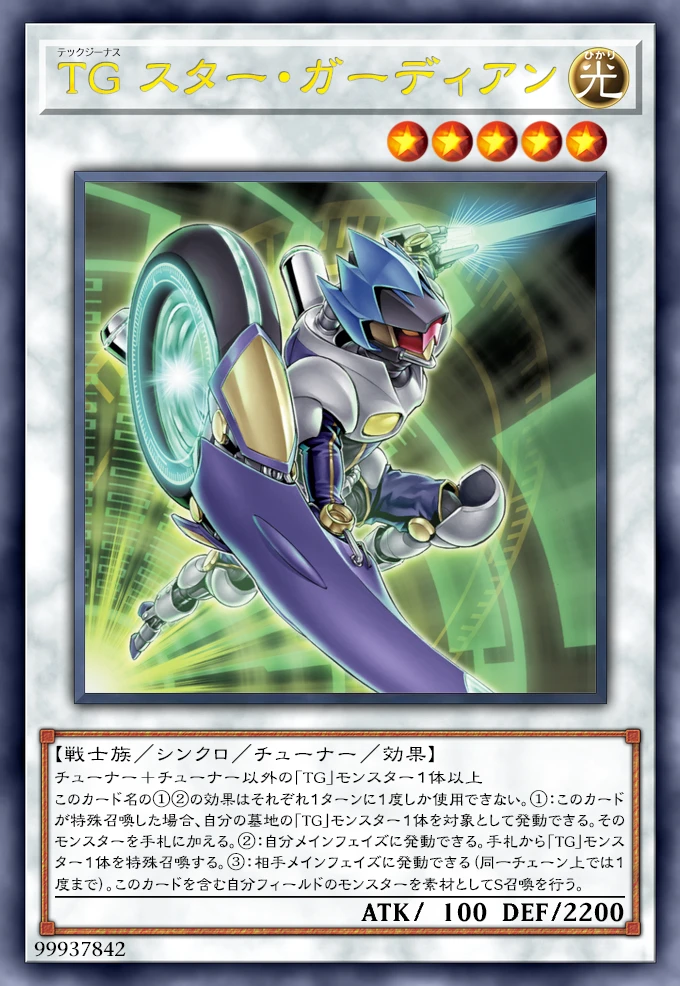 テックジーナス
TG スター・ガーディアン
ひかり
光
【戦士族／シンクロ／チューナー／効果】
チューナー＋チューナー以外の「TG」モンスター1体以上
このカード名の①②の効果はそれぞれ1ターンに1度しか使用できない。①：このカード
が特殊召喚した場合、自分の墓地の「TG」モンスター1体を対象として発動できる。その
モンスターを手札に加える。②：自分メインフェイズに発動できる。手札から「TG」モンス
ター1体を特殊召喚する。③：相手メインフェイズに発動できる（同一チェーン上では1
度まで）。このカードを含む自分フィールドのモンスターを素材としてS召喚を行う。
ATK/ 100 DEF/2200
99937842